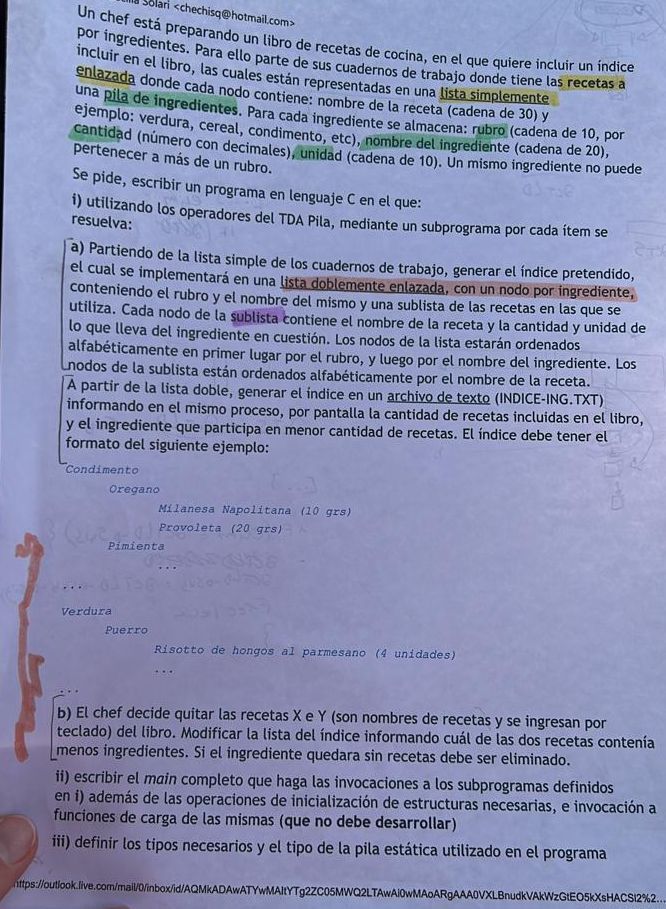 Solari <chechisq@hotmail.com>
Un chef está preparando un libro de recetas de cocina, en el que quiere incluir un índice
por ingredientes. Para ello parte de sus cuadernos de trabajo donde tiene las recetas a
incluir en el libro, las cuales están representadas en una lista simplemente
enlazada donde cada nodo contiene: nombre de la receta (cadena de 30) y
una pila de ingredientes. Para cada ingrediente se almacena: rubro (cadena de 10, por
ejemplo: verdura, cereal, condimento, etc), nombre del ingrediente (cadena de 20),
cantidad (número con decimales), unidad (cadena de 10). Un mismo ingrediente no puede
pertenecer a más de un rubro.
Se pide, escribir un programa en lenguaje C en el que:
i) utilizando los operadores del TDA Pila, mediante un subprograma por cada ítem se
resuelva:
a) Partiendo de la lista simple de los cuadernos de trabajo, generar el índice pretendido,
el cual se implementará en una lista doblemente enlazada, con un nodo por ingrediente,
conteniendo el rubro y el nombre del mismo y una sublista de las recetas en las que se
utiliza. Cada nodo de la sublista contiene el nombre de la receta y la cantidad y unidad de
lo que lleva del ingrediente en cuestión. Los nodos de la lista estarán ordenados
alfabéticamente en primer lugar por el rubro, y luego por el nombre del ingrediente. Los
nodos de la sublista están ordenados alfabéticamente por el nombre de la receta.
A partir de la lista doble, generar el índice en un archivo de texto (INDICE-ING.TXT)
informando en el mismo proceso, por pantalla la cantidad de recetas incluidas en el libro,
y el ingrediente que participa en menor cantidad de recetas. El índice debe tener el
formato del siguiente ejemplo:
Condimento
Oregano
Milanesa Napolitana (10 grs)
Provoleta (20 grs)
Pimienta
...
...
Verdura
Puerro
Risotto de hongos al parmesano (4 unidades)
...
...
b) El chef decide quitar las recetas X e Y (son nombres de recetas y se ingresan por
teclado) del libro. Modificar la lista del índice informando cuál de las dos recetas contenía
menos ingredientes. Si el ingrediente quedara sin recetas debe ser eliminado.
ii) escribir el main completo que haga las invocaciones a los subprogramas definidos
en i) además de las operaciones de inicialización de estructuras necesarias, e invocación a
funciones de carga de las mismas (que no debe desarrollar)
iii) definir los tipos necesarios y el tipo de la pila estática utilizado en el programa